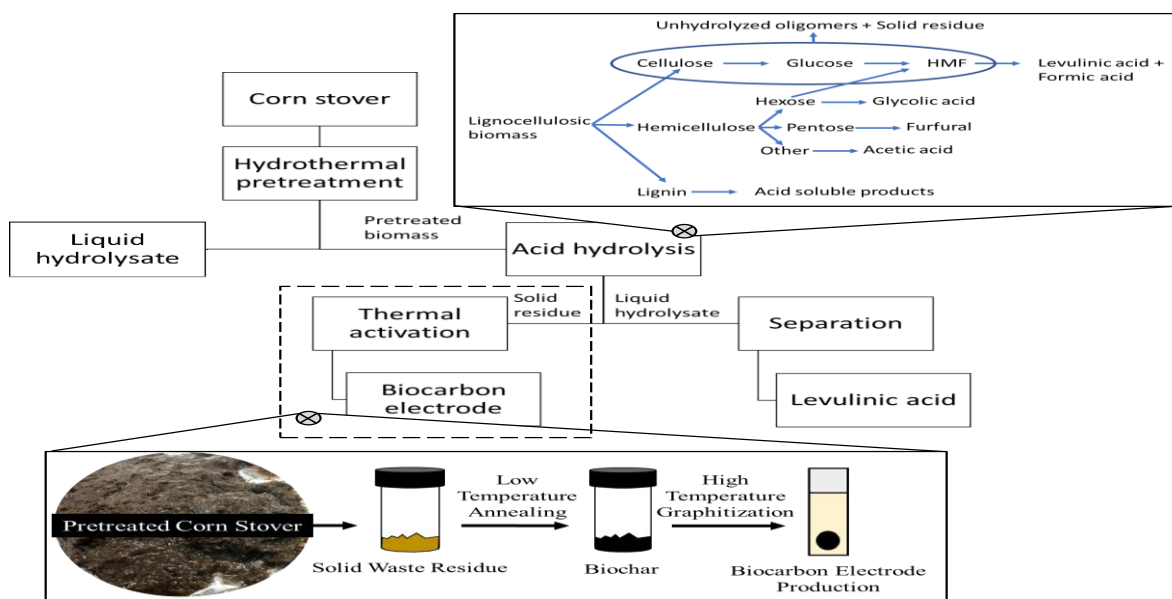 Unhydrolyzed oligomers + Solid residue
Cellulose
Glucose
HMF
Levulinic acid +
Formic acid
Hexose
Glycolic acid
Lignocellulosic
biomass
Hemicellulose
Pentose
Furfural
Other
Acetic acid
Lignin
Acid soluble products
Corn stover
Hydrothermal
pretreatment
Pretreated
biomass
Liquid
hydrolysate
Acid hydrolysis
Solid
residue
Liquid
hydrolysate
Thermal
activation
Separation
Biocarbon
electrode
Levulinic acid
Pretreated Corn Stover
Solid Waste Residue
Low
Temperature
Annealing
Biochar
High
Temperature
Graphitization
Biocarbon Electrode
Production